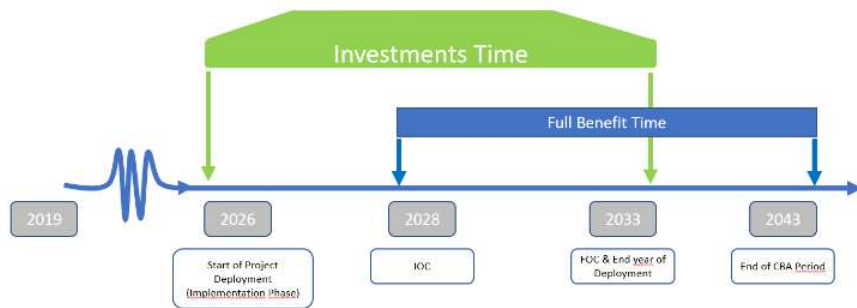 Investments Time
Full Benefit Time
2019
2026
2028
2033
2043
Start of Project
Deployment
(Implementation Phase)
IOC
FOC & End year of
Deployment
End of CBA Period